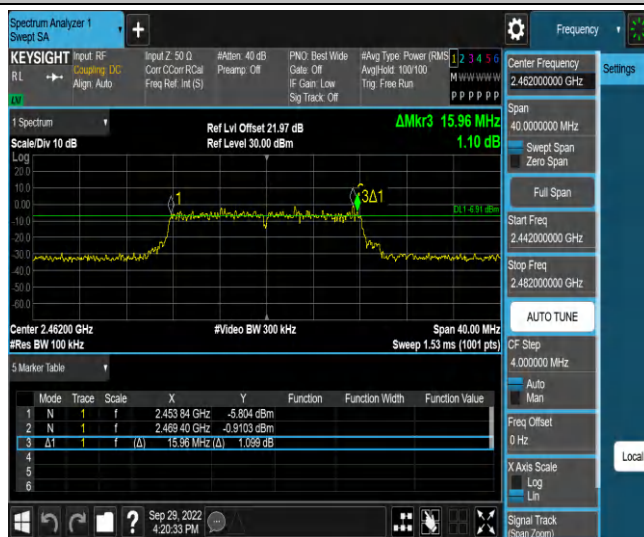 Spectrum Analyzer 1
Swept SA
+
Frequency
KEYSIGHT
RL
Input: RF
Coupling: DC
Align: Auto
Input Z: 50 Ω
Corr CCorr RCal
Freq Ref: Int (S)
#Atten: 40 dB
Preamp: Off
PNO: Best Wide
Gate: Off
IF Gain: Low
Sig Track: Off
#Avg Type: Power (RMS
Avg|Hold: 100/100
Trig: Free Run
1 2 3 4 5 6
M W W W W W
P P P P P P
LV
1 Spectrum
Scale/Div 10 dB
Ref Lvl Offset 21.97 dB
Ref Level 30.00 dBm
ΔMkr3 15.96 MHz
1.10 dB
Log
20.0
10.0
0.00
-10.0
-20.0
-30.0
-40.0
-50.0
-60.0
1
3Δ1
DL1 -6.91 dBm
Center 2.46200 GHz
#Res BW 100 kHz
#Video BW 300 kHz
Span 40.00 MHz
Sweep 1.53 ms (1001 pts)
5 Marker Table
Mode Trace Scale X Y Function Function Width Function Value
1 N 1 f 2.453 84 GHz -5.804 dBm
2 N 1 f 2.469 40 GHz -0.9103 dBm
3 Δ1 1 f (Δ) 15.96 MHz (Δ) 1.099 dB
4
5
6
?
Sep 29, 2022
4:20:33 PM
Center Frequency
2.462000000 GHz
Settings
Span
40.0000000 MHz
Swept Span
Zero Span
Full Span
Start Freq
2.442000000 GHz
Stop Freq
2.482000000 GHz
AUTO TUNE
CF Step
4.000000 MHz
Auto
Man
Freq Offset
0 Hz
X Axis Scale
Log
Lin
Local
Signal Track
(Span Zoom)